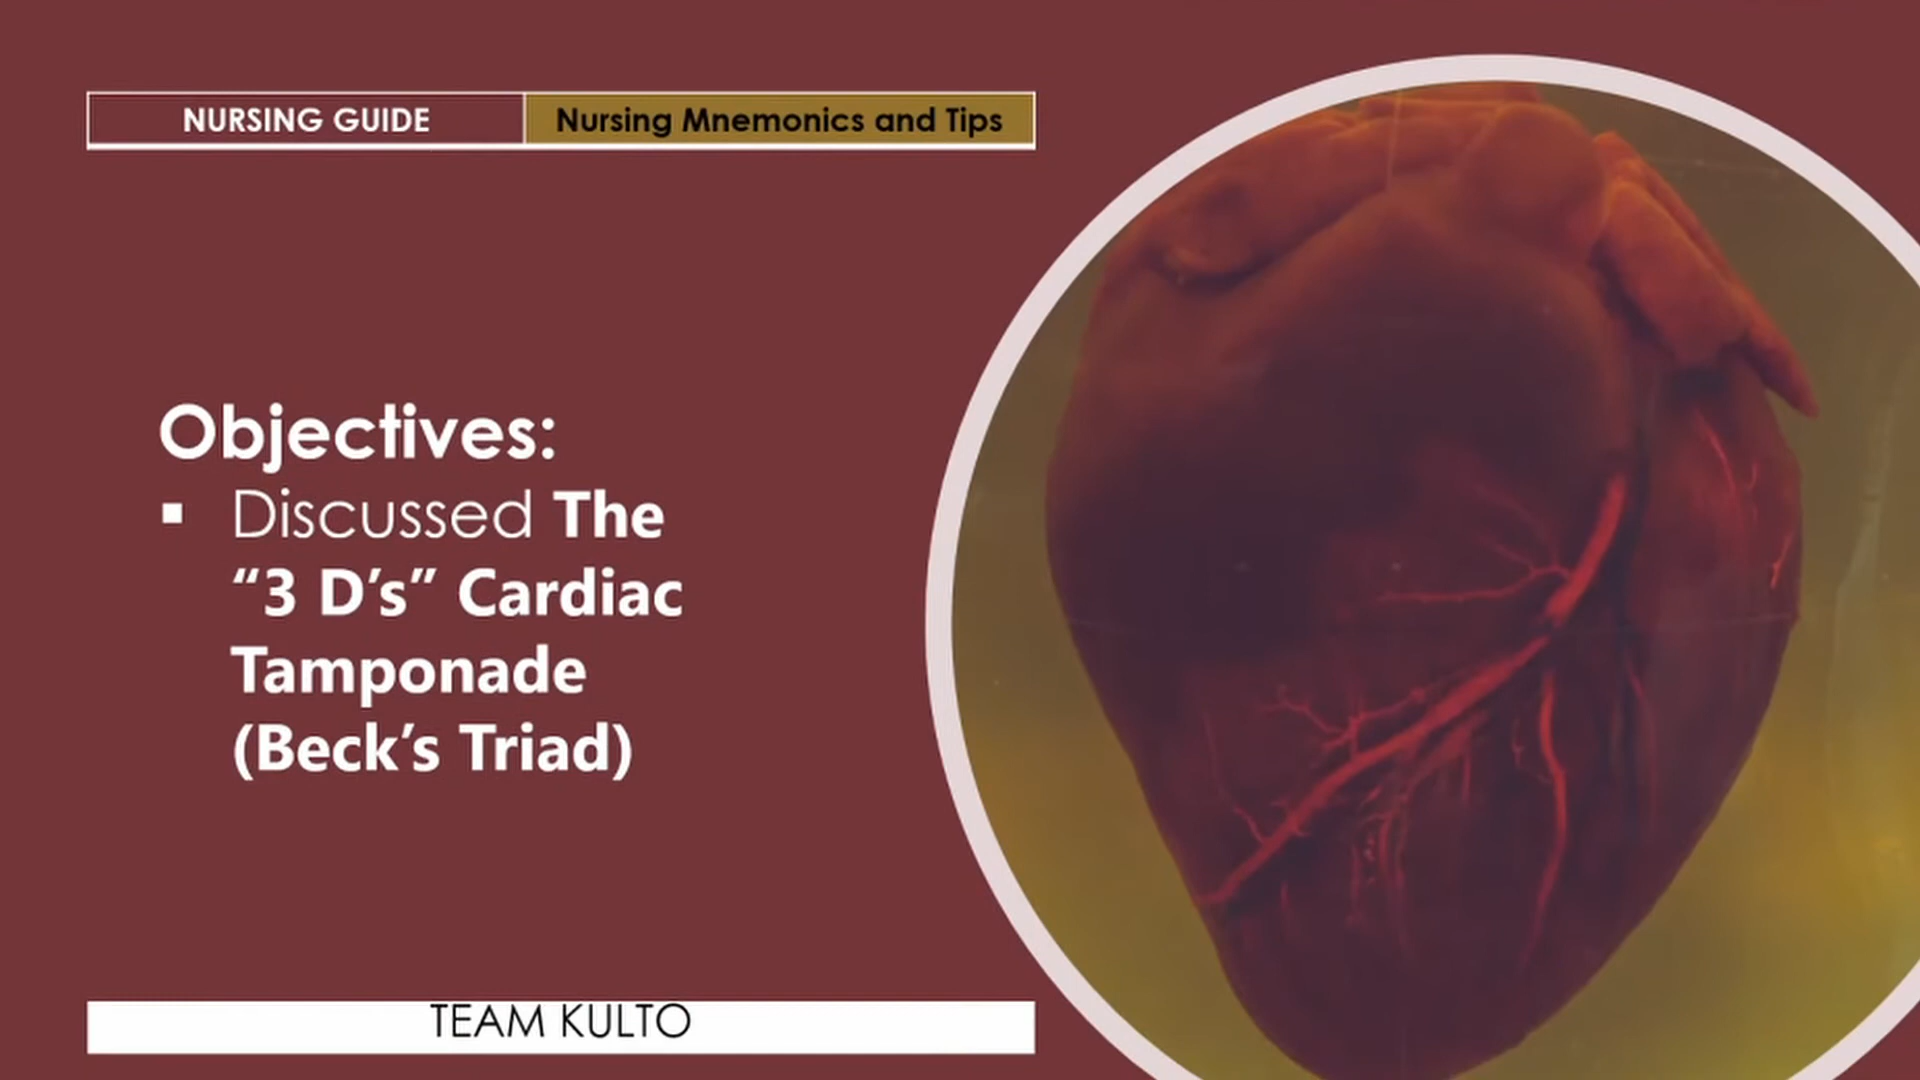 NURSING GUIDE
Nursing Mnemonics and Tips
Objectives:
▪ Discussed The
“3 D’s” Cardiac
Tamponade
(Beck’s Triad)
TEAM KULTO